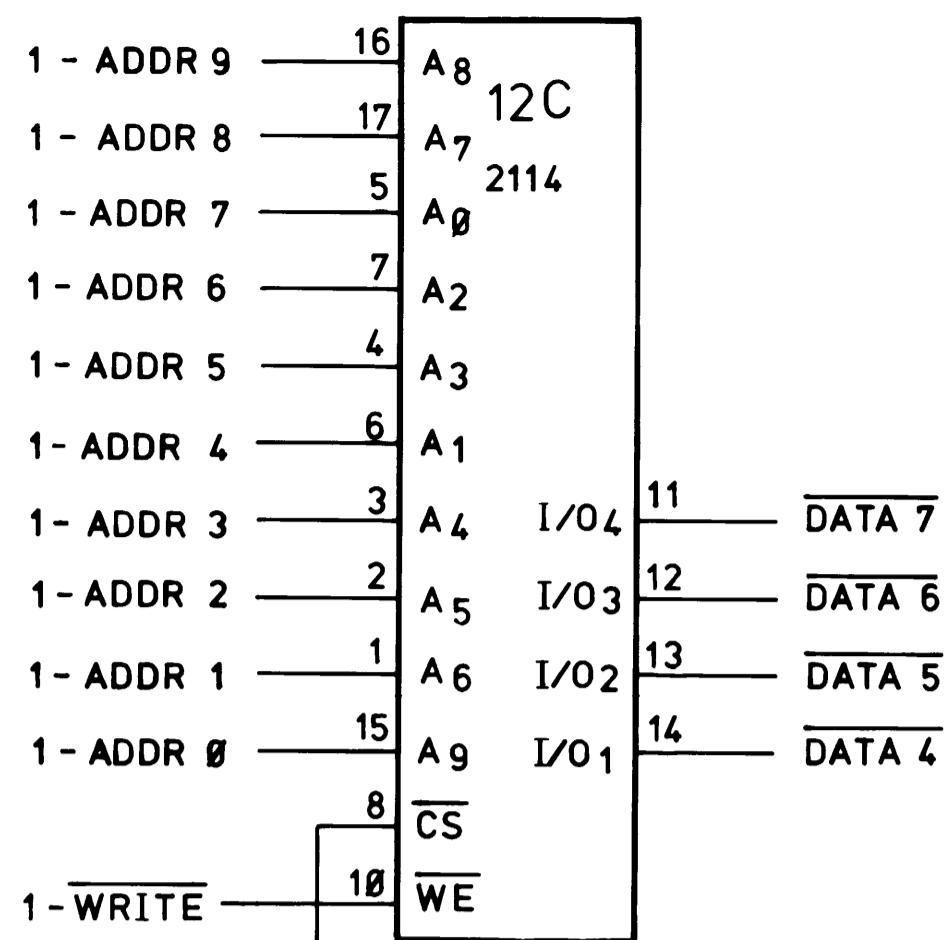 1 - ADDR 9 16 A8
12C
1 - ADDR 8 17 A7
2114
1 - ADDR 7 5 AØ
1 - ADDR 6 7 A2
1 - ADDR 5 4 A3
1 - ADDR 4 6 A1
1 - ADDR 3 3 A4 I/O4 11 DATA 7
1 - ADDR 2 2 A5 I/O3 12 DATA 6
1 - ADDR 1 1 A6 I/O2 13 DATA 5
1 - ADDR Ø 15 A9 I/O1 14 DATA 4
8 CS
1 - WRITE 1Ø WE